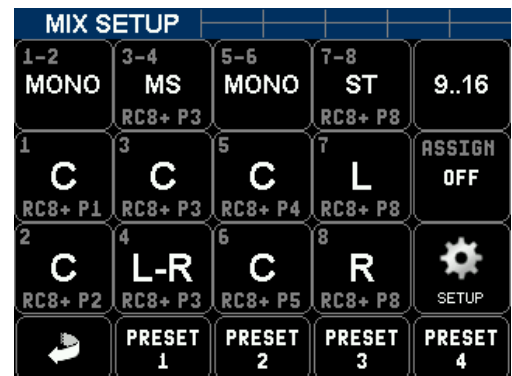 MIX SETUP
1-2 3-4 5-6 7-8
MONO MS MONO ST 9..16
RC8+ P3 RC8+ P8
1 3 5 7 ASSIGN
C C C L OFF
RC8+ P1 RC8+ P3 RC8+ P4 RC8+ P8
2 4 6 8
C L-R C R
RC8+ P2 RC8+ P3 RC8+ P5 RC8+ P8 SETUP
PRESET PRESET PRESET PRESET
1 2 3 4